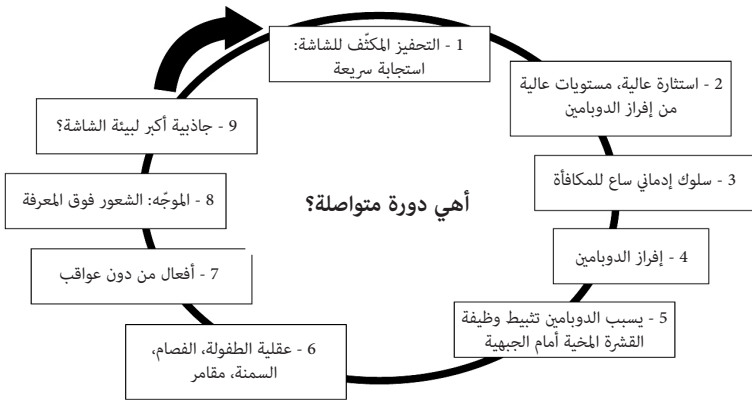 1 - التحفيز المكثّف للشاشة:
استجابة سريعة
2 - استثارة عالية، مستويات عالية
من إفراز الدوبامين
3 - سلوك إدماني ساع للمكافأة
4 - إفراز الدوبامين
5 - يسبب الدوبامين تثبيط وظيفة
القشرة المخية أمام الجبهية
6 - عقلية الطفولة، الفصام،
السمنة، مقامر
7 - أفعال من دون عواقب
8 - الموجّه: الشعور فوق المعرفة
9 - جاذبية أكبر لبيئة الشاشة؟
أهي دورة متواصلة؟